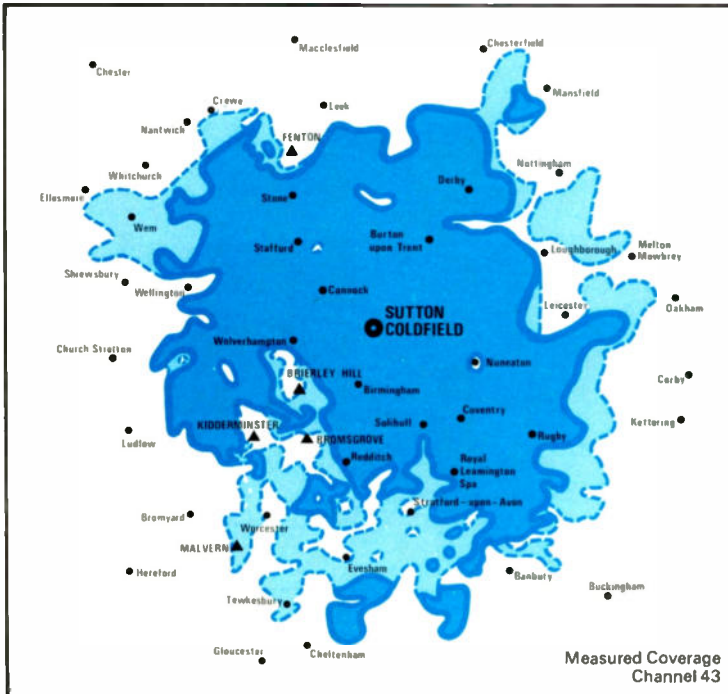 Macclesfield
Chesterfield
Chester
Mansfield
Crewe
Leek
Nantwich
FENTON
Whitchurch
Nottingham
Ellesmere
Derby
Stone
Wem
Stafford
Burton
upon Trent
Loughborough
Melton
Mowbrey
Shrewsbury
Wellington
Cannock
Oakham
Leicester
SUTTON
COLDFIELD
Wolverhampton
Church Stretton
Nuneaton
BRIERLEY HILL
Birmingham
Corby
Coventry
Kettering
KIDDERMINSTER
Solihull
Ludlow
BROMSGROVE
Rugby
Redditch
Royal
Leamington
Spa
Stratford-upon-Avon
Bromyard
Worcester
MALVERN
Evesham
Hereford
Banbury
Buckingham
Tewkesbury
Gloucester
Cheltenham
Measured Coverage
Channel 43